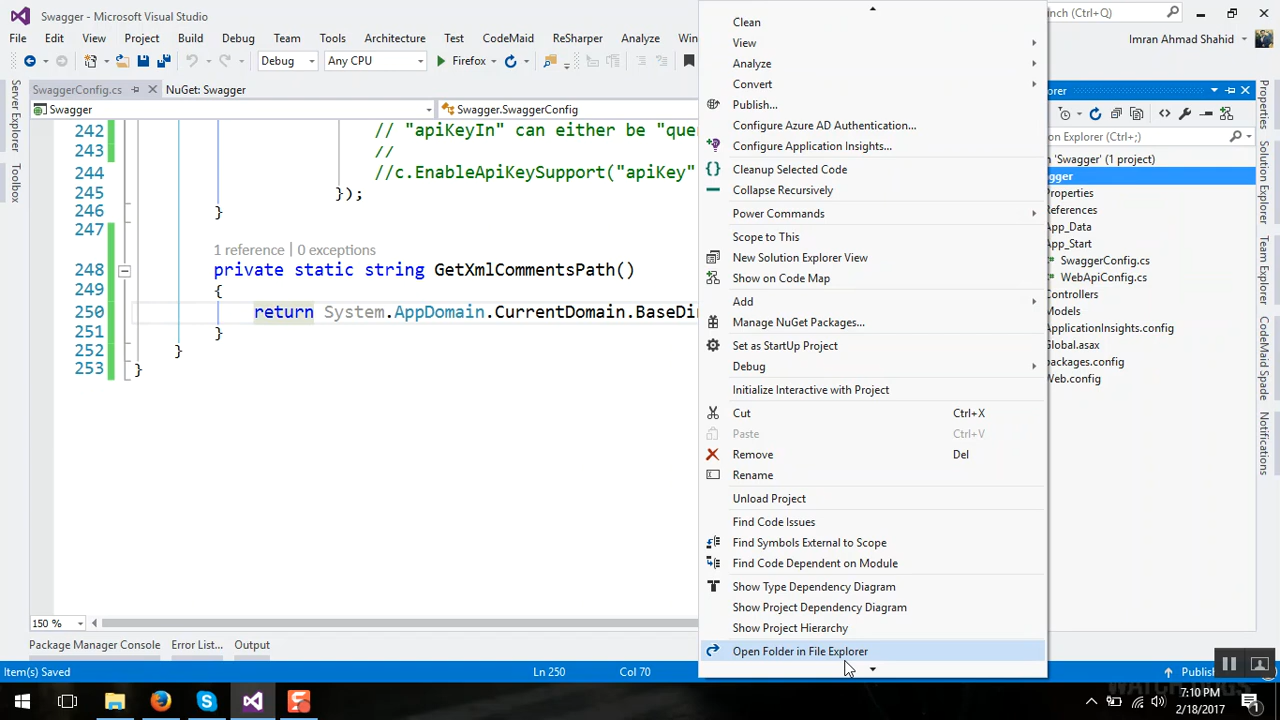 Swagger - Microsoft Visual Studio
nch (Ctrl+Q)
File Edit View Project Build Debug Team Tools Architecture Test CodeMaid ReSharper Analyze Win
Imran Ahmad Shahid
Debug Any CPU Firefox
SwaggerConfig.cs NuGet: Swagger
Swagger Swagger.SwaggerConfig
242 // "apiKeyIn" can either be "que
243 //
244 //c.EnableApiKeySupport("apiKey"
245 });
246 }
247
1 reference | 0 exceptions
248 private static string GetXmlCommentsPath()
249 {
250 return System.AppDomain.CurrentDomain.BaseDi
251 }
252 }
253 }
150 %
Package Manager Console Error List... Output
Item(s) Saved Ln 250 Col 70 Publis
Server Explorer
Toolbox
Clean
View
Analyze
Convert
Publish...
Configure Azure AD Authentication...
Configure Application Insights...
Cleanup Selected Code
Collapse Recursively
Power Commands
Scope to This
New Solution Explorer View
Show on Code Map
Add
Manage NuGet Packages...
Set as StartUp Project
Debug
Initialize Interactive with Project
Cut Ctrl+X
Paste Ctrl+V
Remove Del
Rename
Unload Project
Find Code Issues
Find Symbols External to Scope
Find Code Dependent on Module
Show Type Dependency Diagram
Show Project Dependency Diagram
Show Project Hierarchy
Open Folder in File Explorer
orer
n Explorer (Ctrl+;)
n 'Swagger' (1 project)
gger
Properties
References
App_Data
App_Start
SwaggerConfig.cs
WebApiConfig.cs
Controllers
Models
ApplicationInsights.config
Global.asax
packages.config
Web.config
Properties
Solution Explorer
Team Explorer
CodeMaid Spade
Notifications
7:10 PM
2/18/2017
1